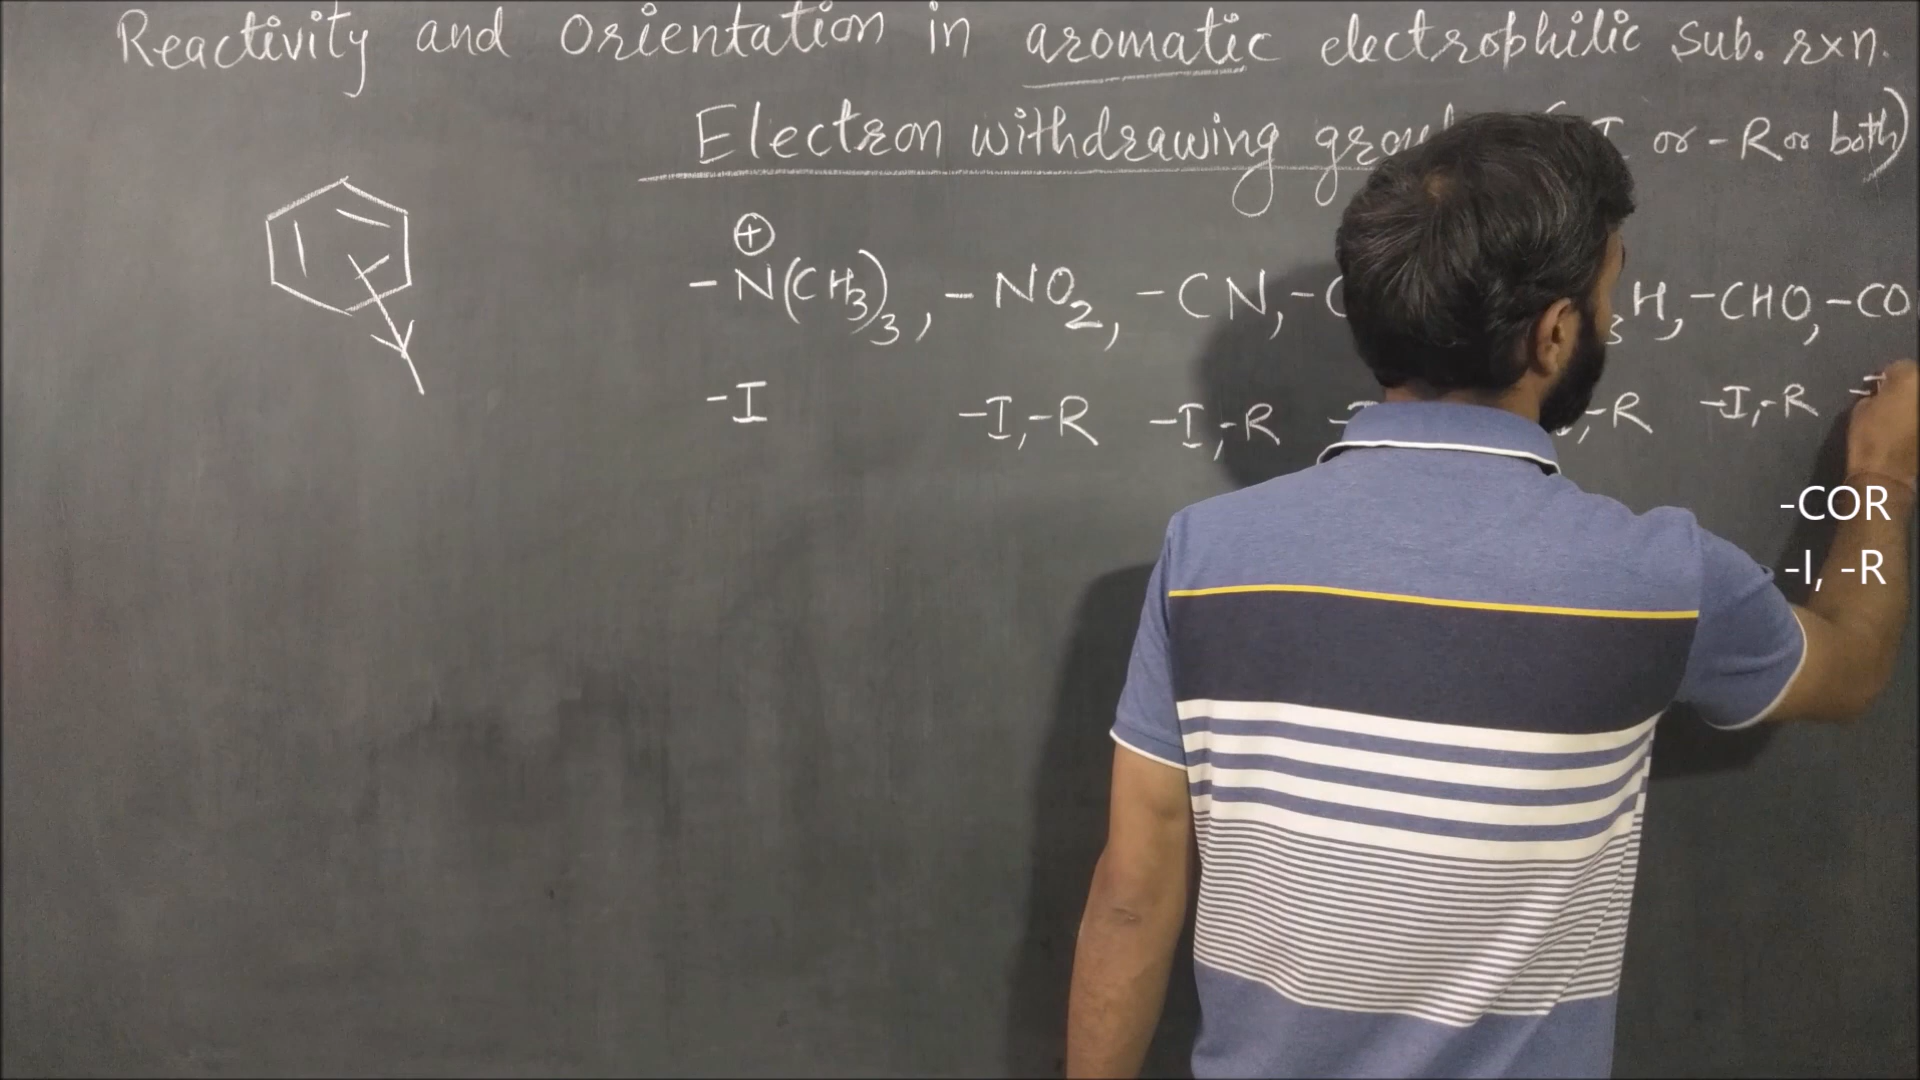 Reactivity and Orientation in aromatic electrophilic sub. rxn.
Electron withdrawing I or -R or both)
⊕
-N(CH3)3, -NO2, -CN, 3H, -CHO, -CO
-I -I,-R -I,-R -R -I,-R -I
-COR
-I, -R